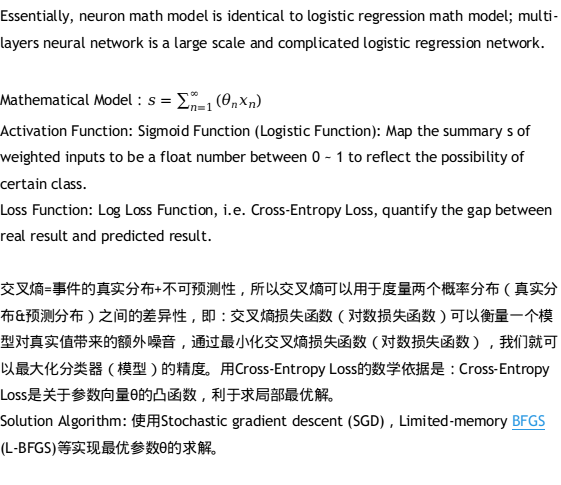 Essentially, neuron math model is identical to logistic regression math model; multi-
layers neural network is a large scale and complicated logistic regression network.
Mathematical Model：s = ∑_{n=1}^{∞}(θₙxₙ)
Activation Function: Sigmoid Function (Logistic Function): Map the summary s of
weighted inputs to be a float number between 0 ~ 1 to reflect the possibility of
certain class.
Loss Function: Log Loss Function, i.e. Cross-Entropy Loss, quantify the gap between
real result and predicted result.
交叉熵=事件的真实分布+不可预测性，所以交叉熵可以用于度量两个概率分布（真实分
布&预测分布）之间的差异性，即：交叉熵损失函数（对数损失函数）可以衡量一个模
型对真实值带来的额外噪音，通过最小化交叉熵损失函数（对数损失函数），我们就可
以最大化分类器（模型）的精度。用Cross-Entropy Loss的数学依据是：Cross-Entropy
Loss是关于参数向量θ的凸函数，利于求局部最优解。
Solution Algorithm: 使用Stochastic gradient descent (SGD)，Limited-memory BFGS
(L-BFGS)等实现最优参数θ的求解。